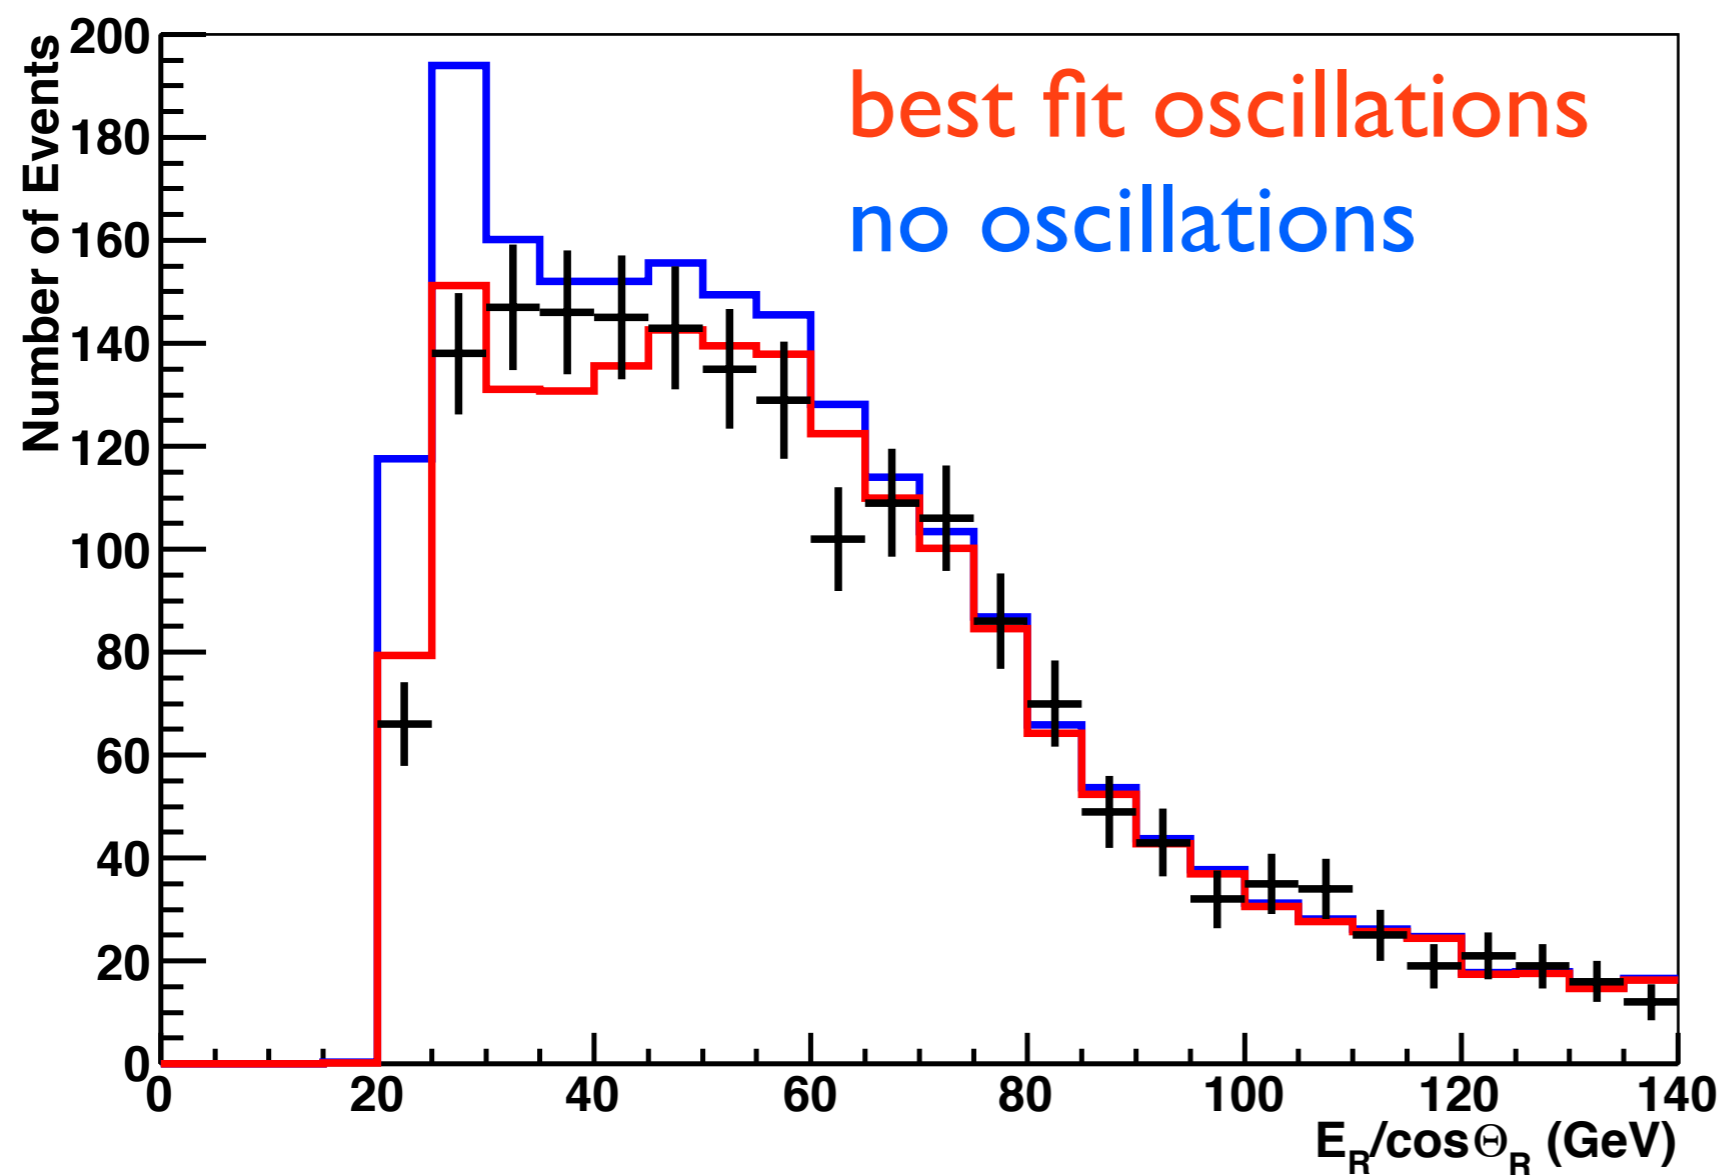 best fit oscillations
no oscillations
Number of Events
200
180
160
140
120
100
80
60
40
20
0
0 20 40 60 80 100 120 140
E_R/cosΘ_R (GeV)